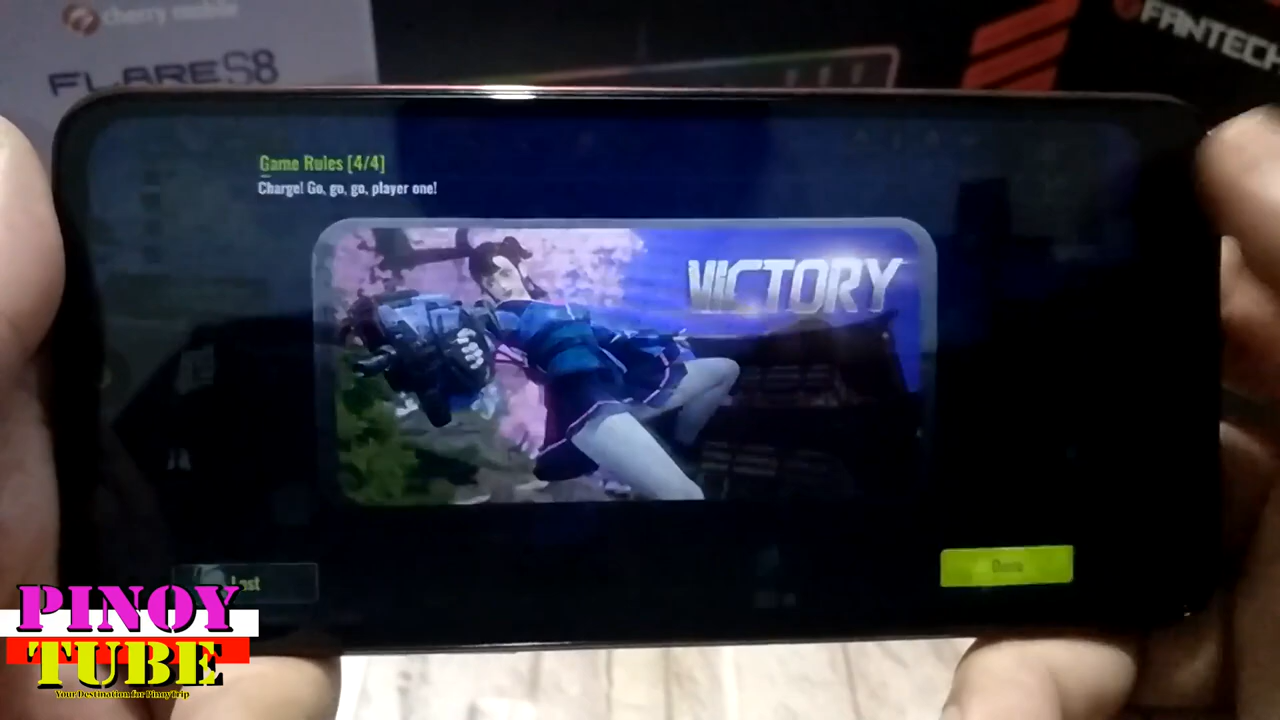 cherry mobile
FLARE S8
FANTECH
Game Rules [4/4]
Charge! Go, go, go, player one!
VICTORY
Last
Done
PINOY
TUBE
Your Destination for PinoyTrip